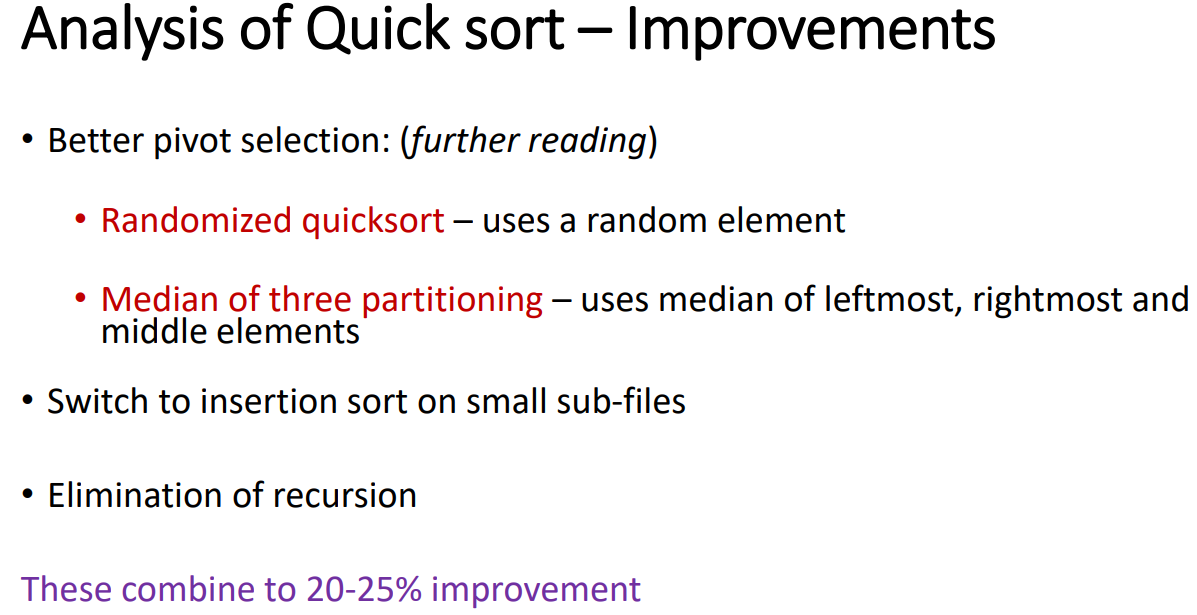 Analysis of Quick sort – Improvements
• Better pivot selection: (further reading)
• Randomized quicksort – uses a random element
• Median of three partitioning – uses median of leftmost, rightmost and
middle elements
• Switch to insertion sort on small sub-files
• Elimination of recursion
These combine to 20-25% improvement